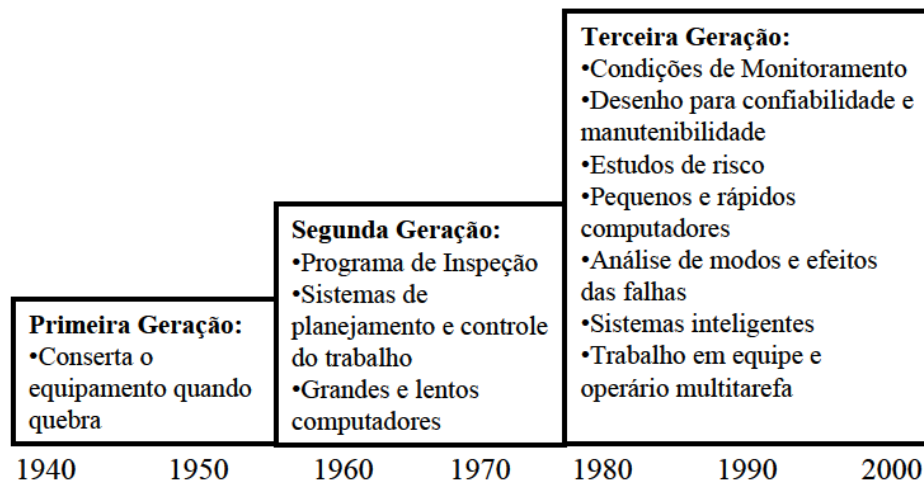 Primeira Geração:
•Conserta o
equipamento quando
quebra
Segunda Geração:
•Programa de Inspeção
•Sistemas de
planejamento e controle
do trabalho
•Grandes e lentos
computadores
Terceira Geração:
•Condições de Monitoramento
•Desenho para confiabilidade e
manutenibilidade
•Estudos de risco
•Pequenos e rápidos
computadores
•Análise de modos e efeitos
das falhas
•Sistemas inteligentes
•Trabalho em equipe e
operário multitarefa
1940 1950 1960 1970 1980 1990 2000